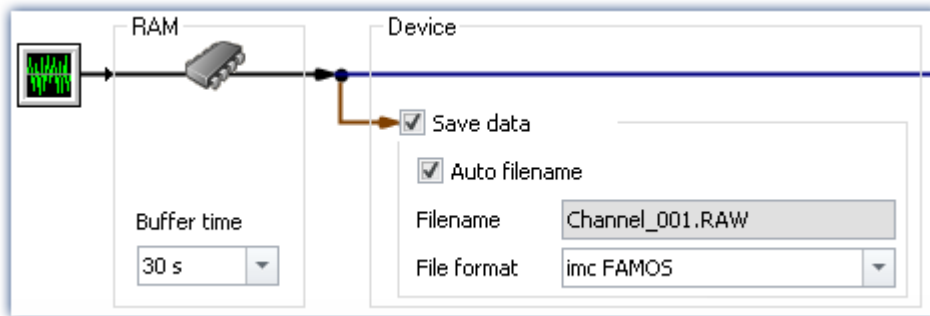 RAM
Device
Save data
Auto filename
Buffer time
Filename
Channel_001.RAW
30 s
File format
imc FAMOS